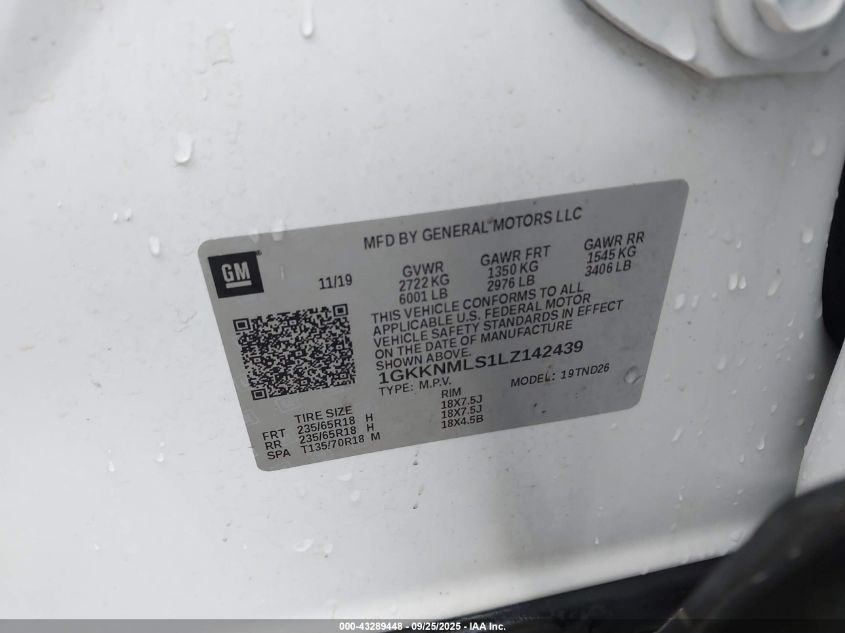 MFD BY GENERAL MOTORS LLC
GM
11/19
GVWR
2722 KG
6001 LB
GAWR FRT
1350 KG
2976 LB
GAWR RR
1545 KG
3406 LB
THIS VEHICLE CONFORMS TO ALL
APPLICABLE U.S. FEDERAL MOTOR
VEHICLE SAFETY STANDARDS IN EFFECT
ON THE DATE OF MANUFACTURE
SHOWN ABOVE.
1GKKNMLS1LZ142439
TYPE: M.P.V.
MODEL: 19TND26
TIRE SIZE RIM
FRT 235/65R18 H 18X7.5J
RR 235/65R18 H 18X7.5J
SPA T135/70R18 M 18X4.5B
000-43289448 - 09/25/2025 - IAA Inc.